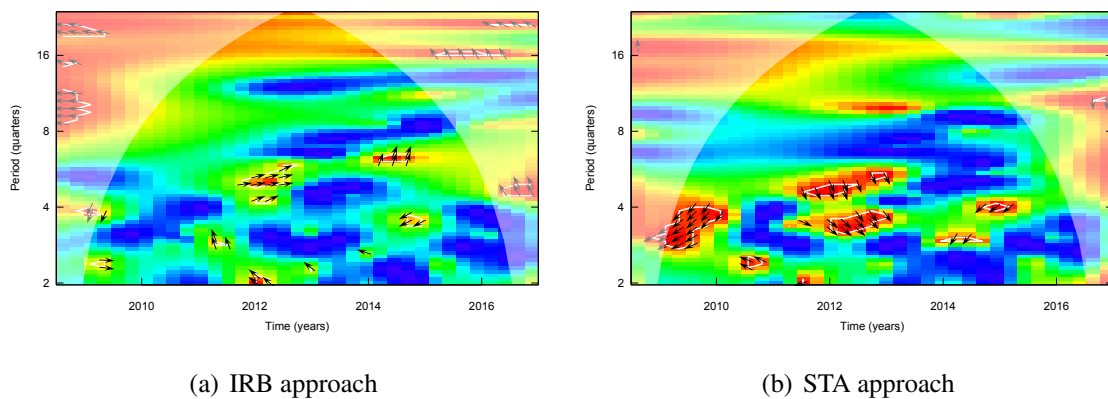 16
8
4
2
Period (quarters)
2010
2012
2014
2016
Time (years)
(a) IRB approach
16
8
4
2
Period (quarters)
2010
2012
2014
2016
Time (years)
(b) STA approach